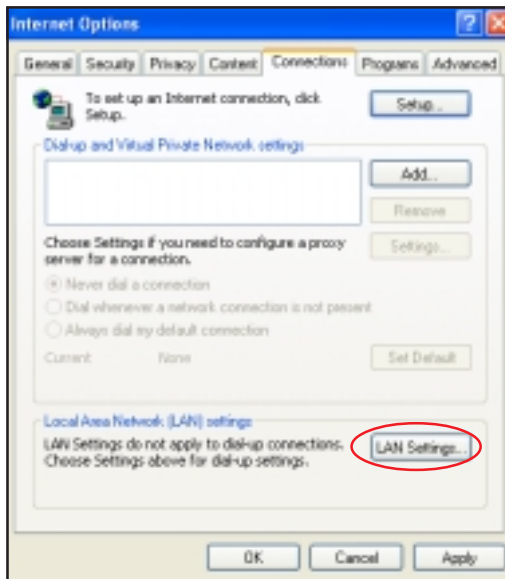 Internet Options
General Security Privacy Content Connections Programs Advanced
To set up an Internet connection, click
Setup.
Setup...
Dial-up and Virtual Private Network settings
Add...
Remove
Choose Settings if you need to configure a proxy
server for a connection.
Settings...
Never dial a connection
Dial whenever a network connection is not present
Always dial my default connection
Current None
Set Default
Local Area Network (LAN) settings
LAN Settings do not apply to dial-up connections.
Choose Settings above for dial-up settings.
LAN Settings...
OK Cancel Apply